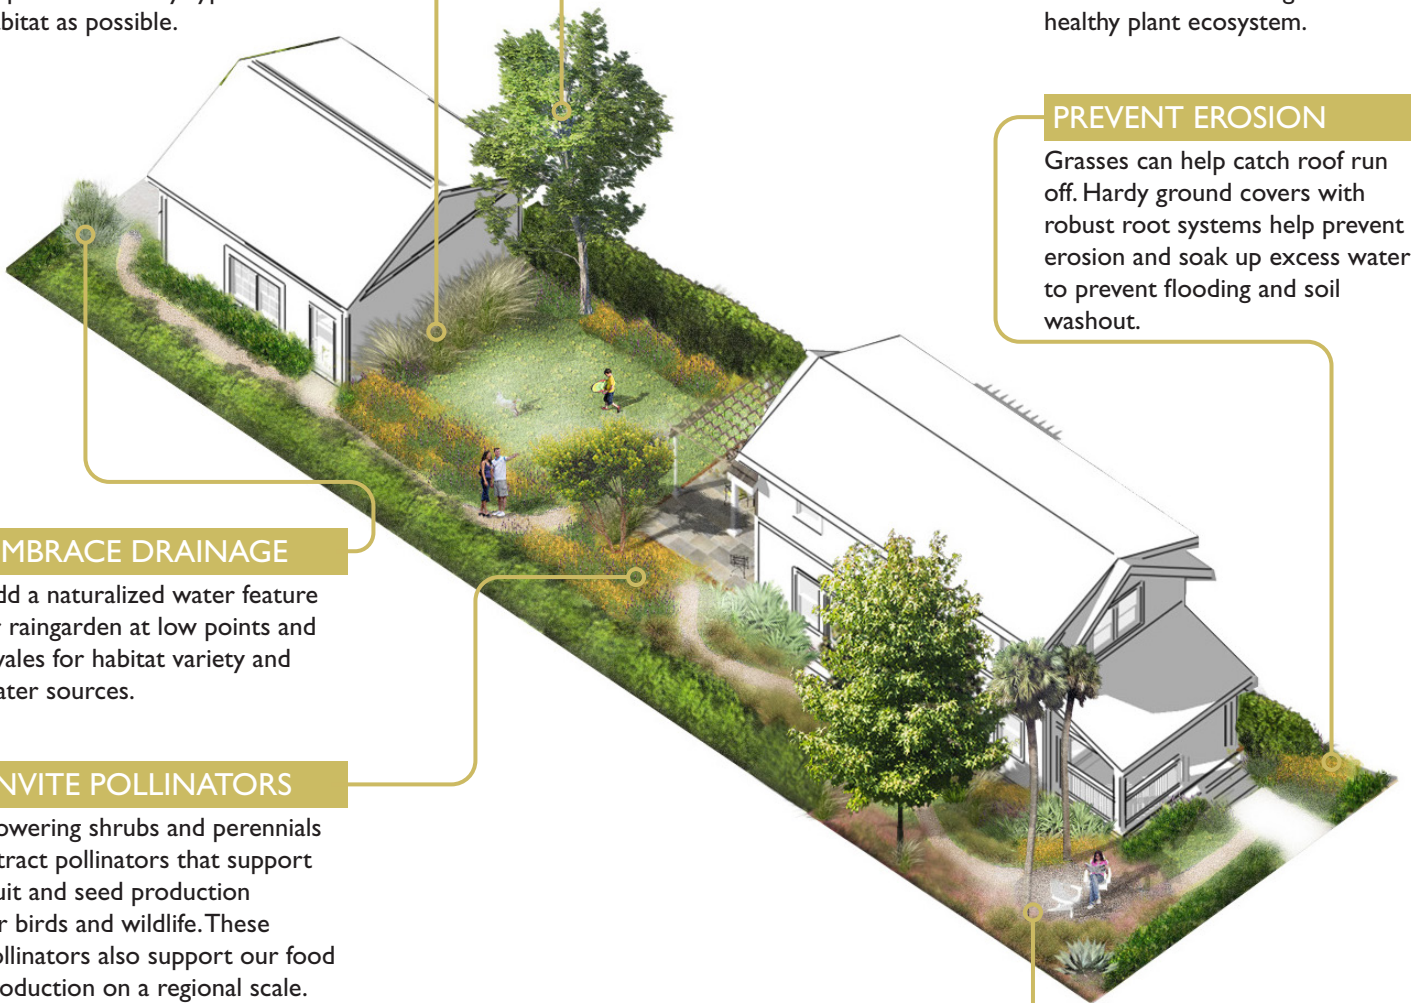 abitat as possible.
healthy plant ecosystem.
PREVENT EROSION
Grasses can help catch roof run
off. Hardy ground covers with
robust root systems help prevent
erosion and soak up excess water
to prevent flooding and soil
washout.
MBRACE DRAINAGE
dd a naturalized water feature
r raingarden at low points and
vales for habitat variety and
ater sources.
NVITE POLLINATORS
owering shrubs and perennials
tract pollinators that support
uit and seed production
r birds and wildlife. These
ollinators also support our food
oduction on a regional scale.